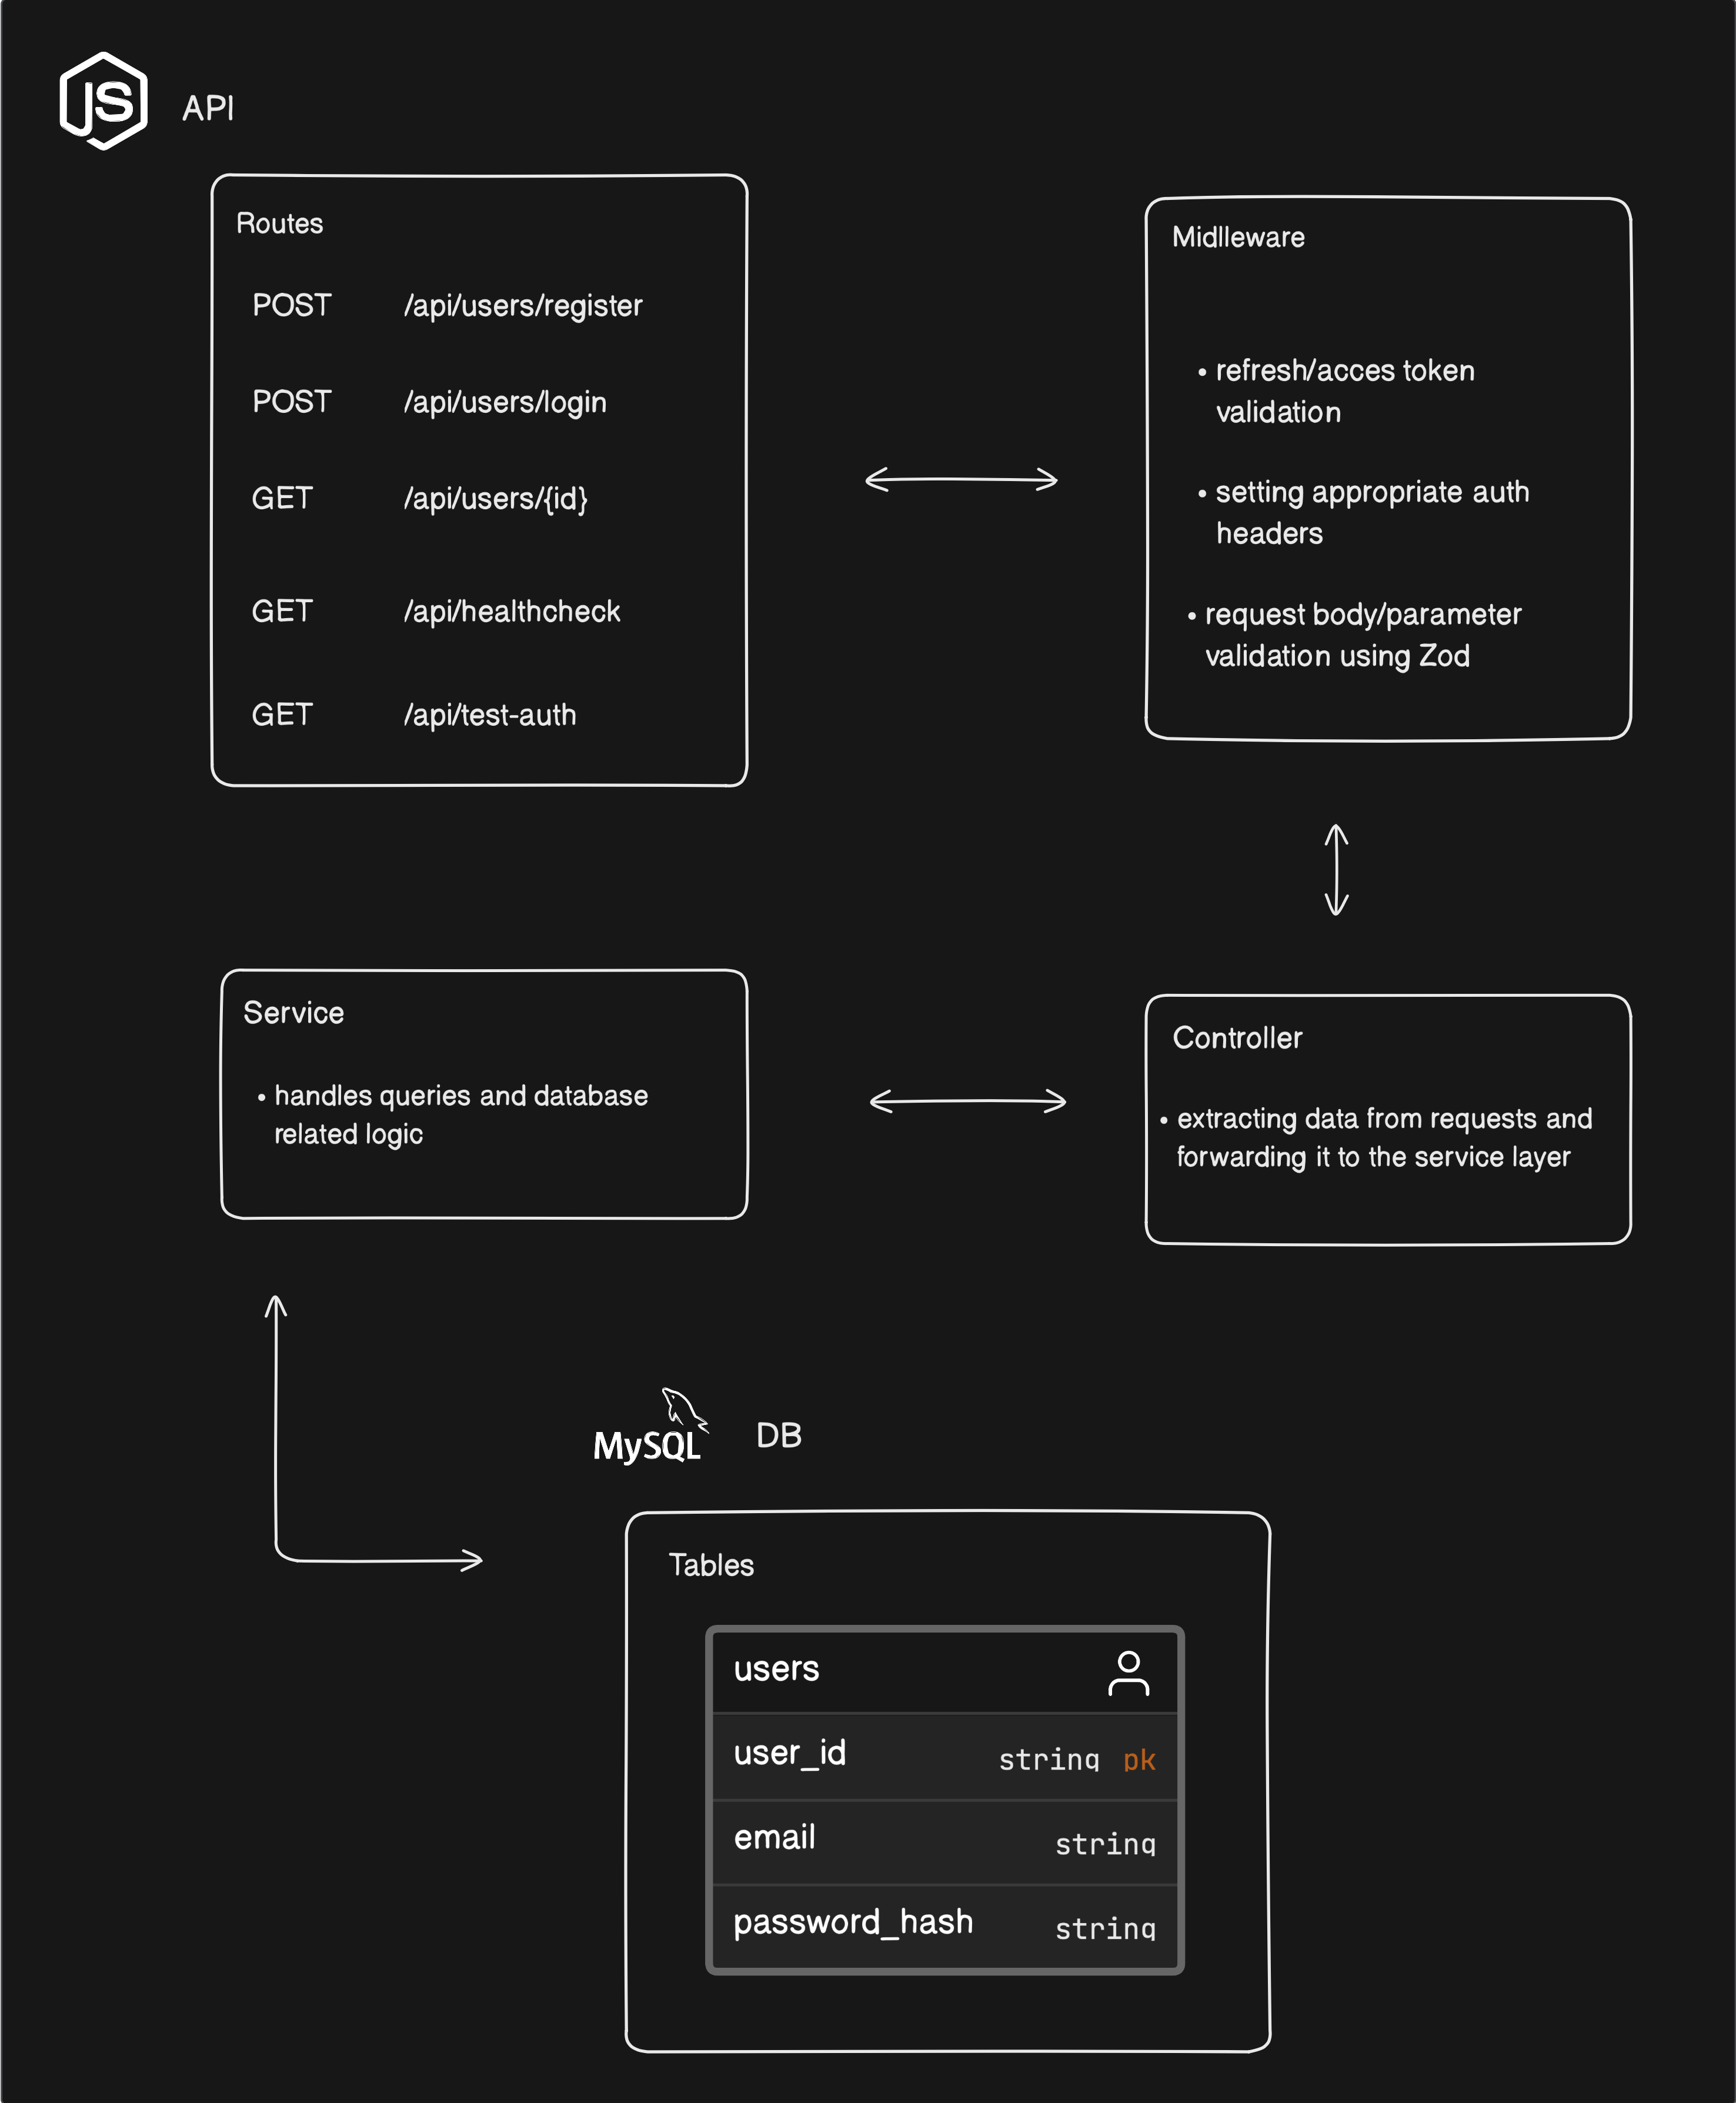 JS API
Routes
POST /api/users/register
POST /api/users/login
GET /api/users/{id}
GET /api/healthcheck
GET /api/test-auth
Midlleware
• refresh/acces token
validation
• setting appropriate auth
headers
• request body/parameter
validation using Zod
Service
• handles queries and database
related logic
Controller
• extracting data from requests and
forwarding it to the service layer
MySQL DB
Tables
users
user_id string pk
email string
password_hash string